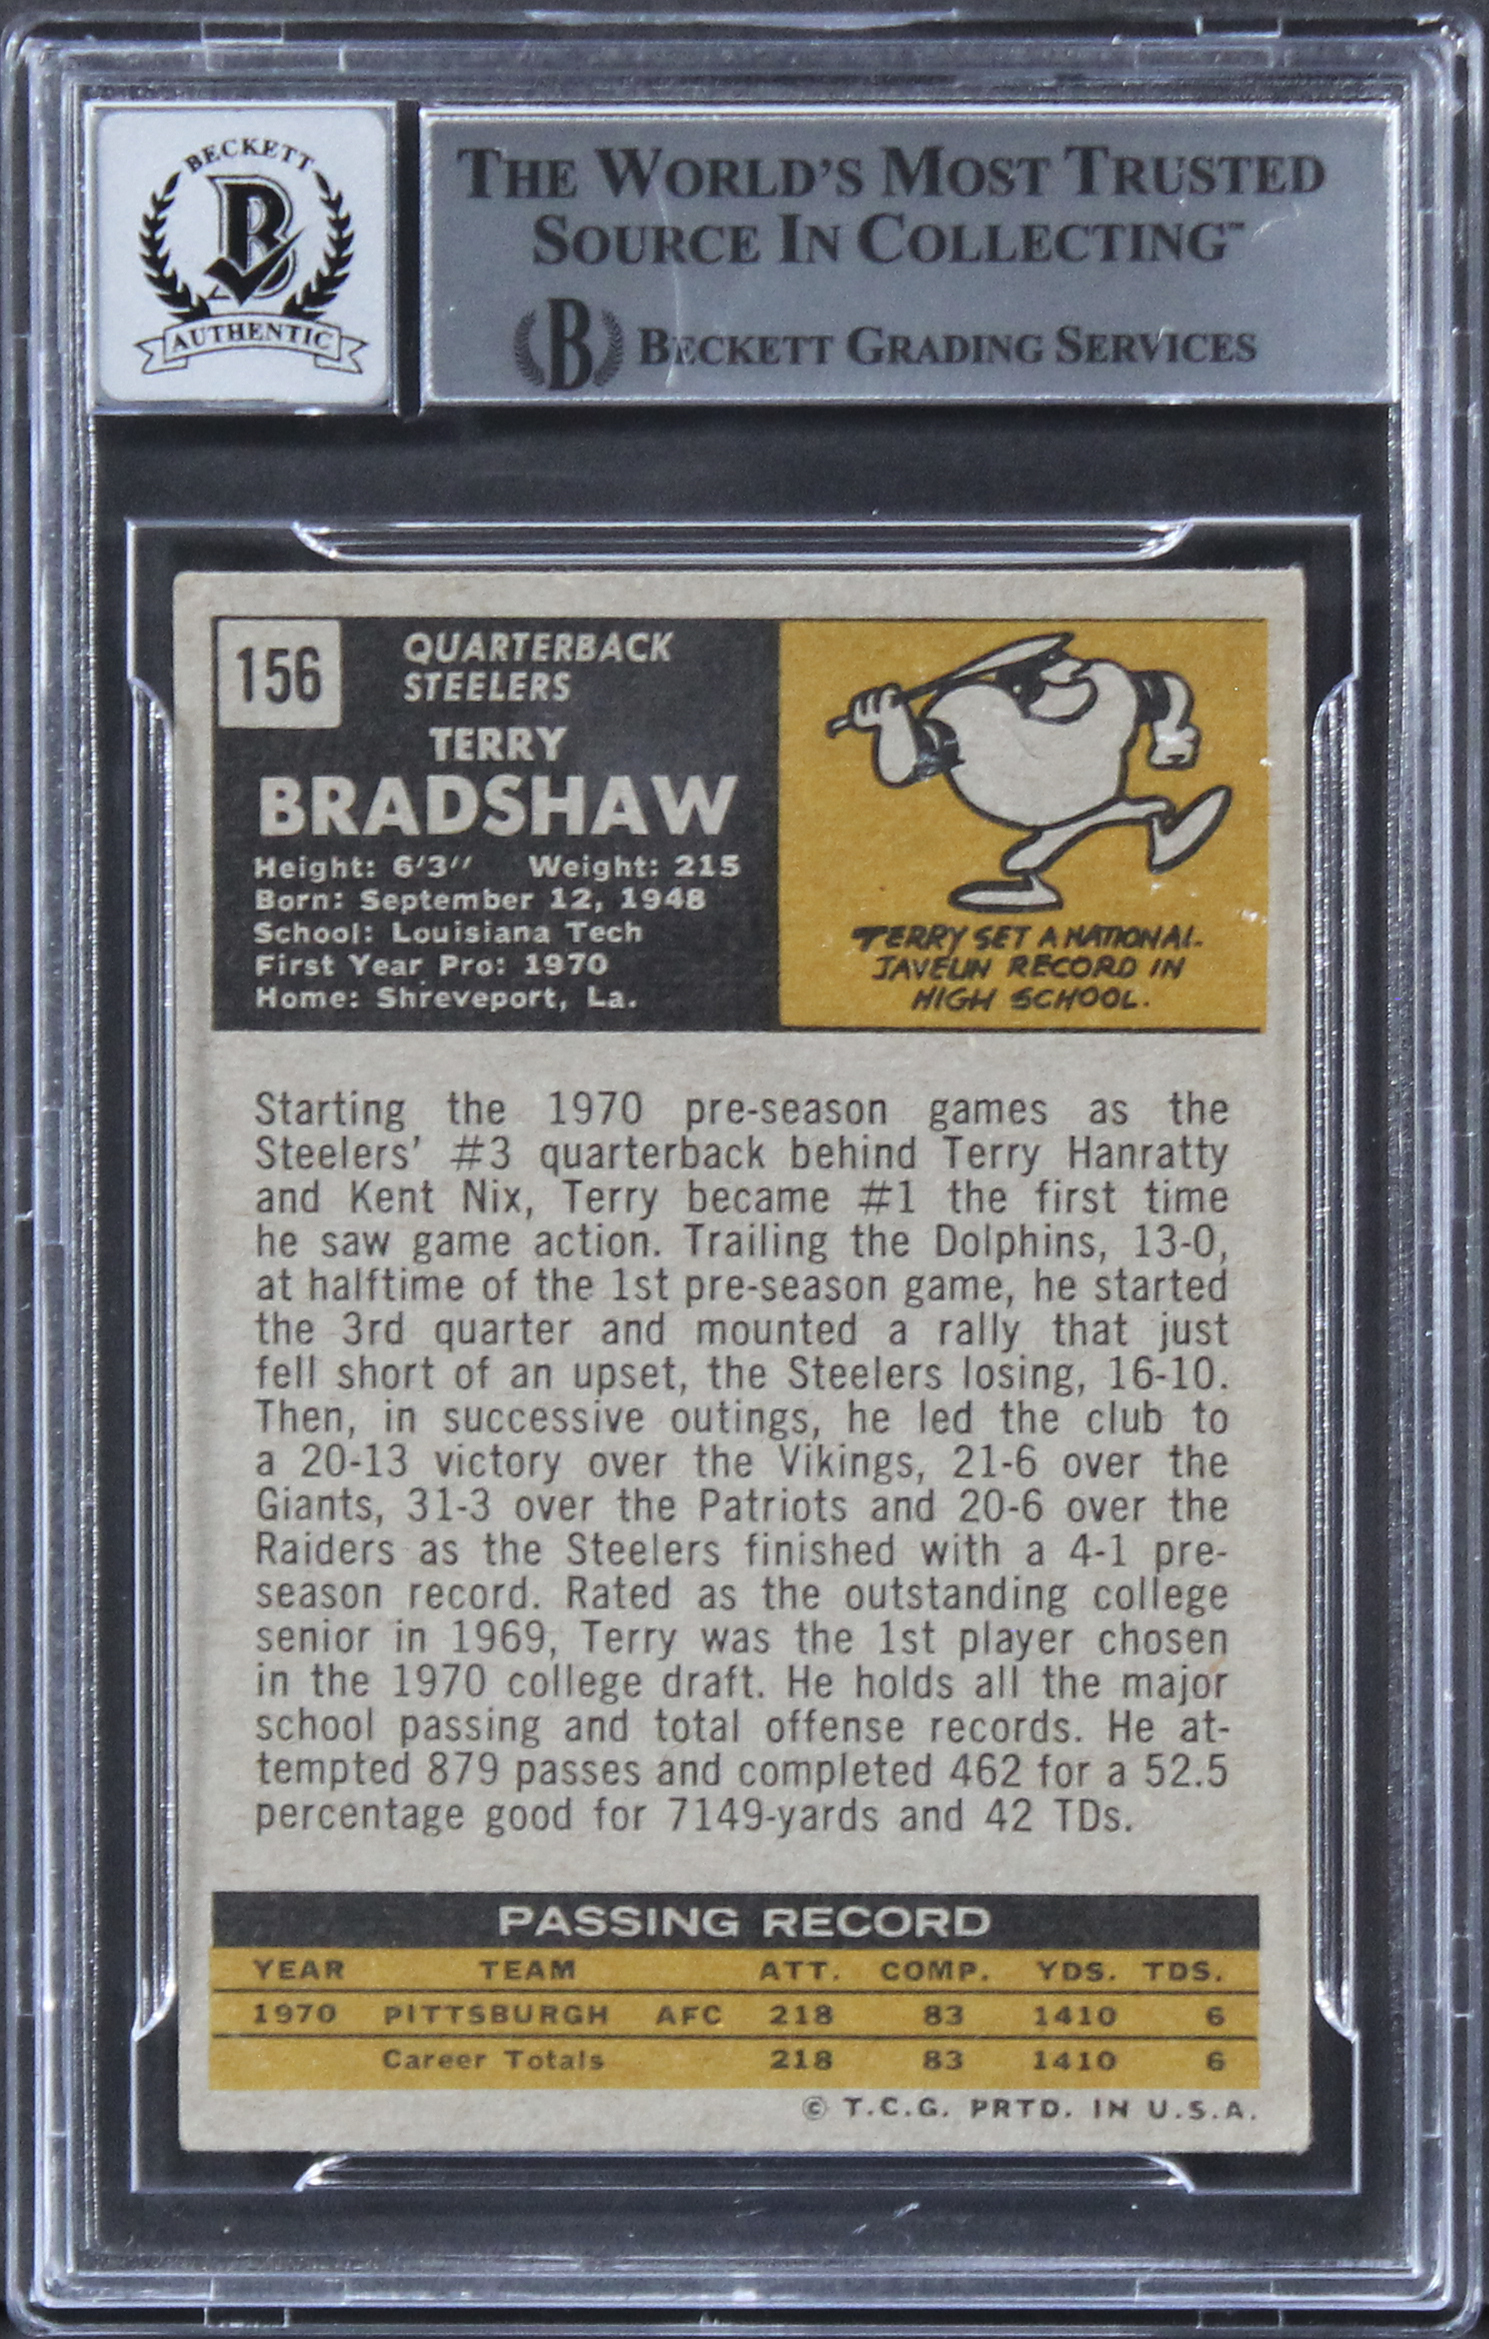 BECKETT
B
AUTHENTIC
THE WORLD'S MOST TRUSTED
SOURCE IN COLLECTING™
B BECKETT GRADING SERVICES
156
QUARTERBACK
STEELERS
TERRY
BRADSHAW
Height: 6'3" Weight: 215
Born: September 12, 1948
School: Louisiana Tech
First Year Pro: 1970
Home: Shreveport, La.
TERRY SET A NATIONAL
JAVELIN RECORD IN
HIGH SCHOOL.
Starting the 1970 pre-season games as the
Steelers' #3 quarterback behind Terry Hanratty
and Kent Nix, Terry became #1 the first time
he saw game action. Trailing the Dolphins, 13-0,
at halftime of the 1st pre-season game, he started
the 3rd quarter and mounted a rally that just
fell short of an upset, the Steelers losing, 16-10.
Then, in successive outings, he led the club to
a 20-13 victory over the Vikings, 21-6 over the
Giants, 31-3 over the Patriots and 20-6 over the
Raiders as the Steelers finished with a 4-1 pre-
season record. Rated as the outstanding college
senior in 1969, Terry was the 1st player chosen
in the 1970 college draft. He holds all the major
school passing and total offense records. He at-
tempted 879 passes and completed 462 for a 52.5
percentage good for 7149-yards and 42 TDs.
PASSING RECORD
YEAR TEAM ATT. COMP. YDS. TDS.
1970 PITTSBURGH AFC 218 83 1410 6
Career Totals 218 83 1410 6
© T.C.G. PRTD. IN U.S.A.